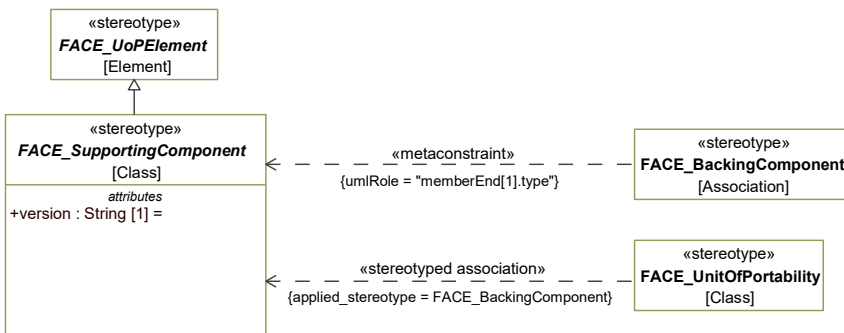 «stereotype»
FACE_UoPElement
[Element]
«stereotype»
FACE_SupportingComponent
[Class]
attributes
+version : String [1] =
«metaconstraint»
{umlRole = "memberEnd[1].type"}
«stereotype»
FACE_BackingComponent
[Association]
«stereotyped association»
{applied_stereotype = FACE_BackingComponent}
«stereotype»
FACE_UnitOfPortability
[Class]